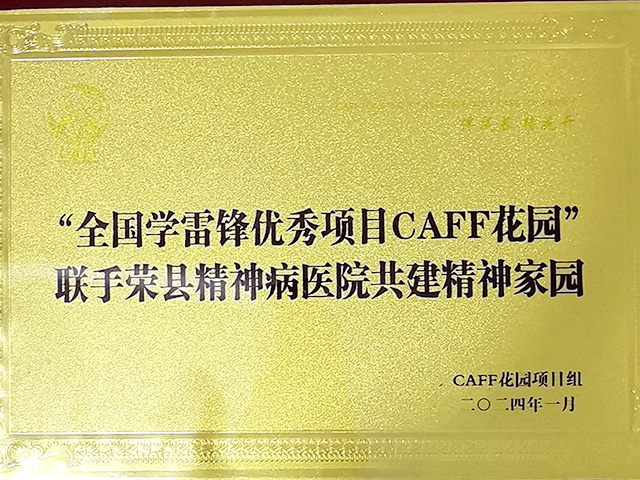 CAFF
“全国学雷锋优秀项目CAFF花园”
联手荣县精神病医院共建精神家园
CAFF花园项目组
二〇二四年一月